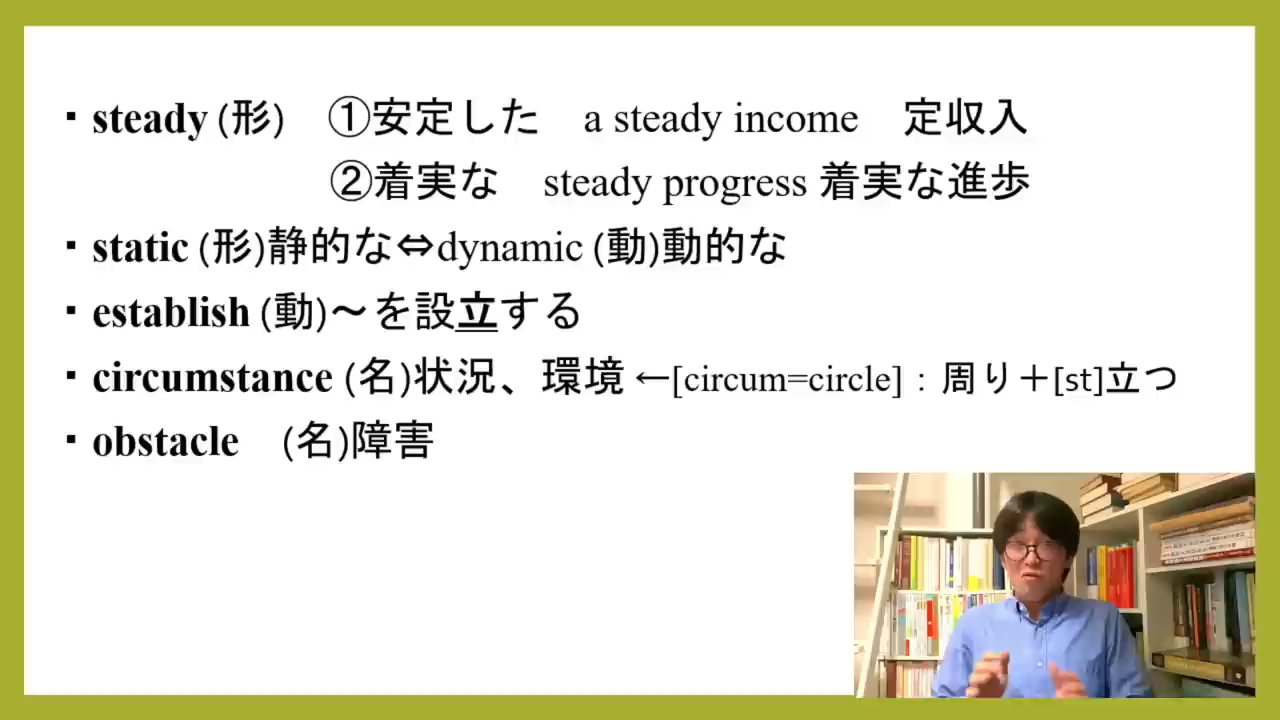 ▪ steady (形)　①安定した　a steady income　定収入
②着実な　steady progress 着実な進歩
▪ static (形)静的な⇔dynamic (動)動的な
▪ establish (動)～を設立する
▪ circumstance (名)状況、環境 ←[circum=circle]：周り＋[st]立つ
▪ obstacle　(名)障害